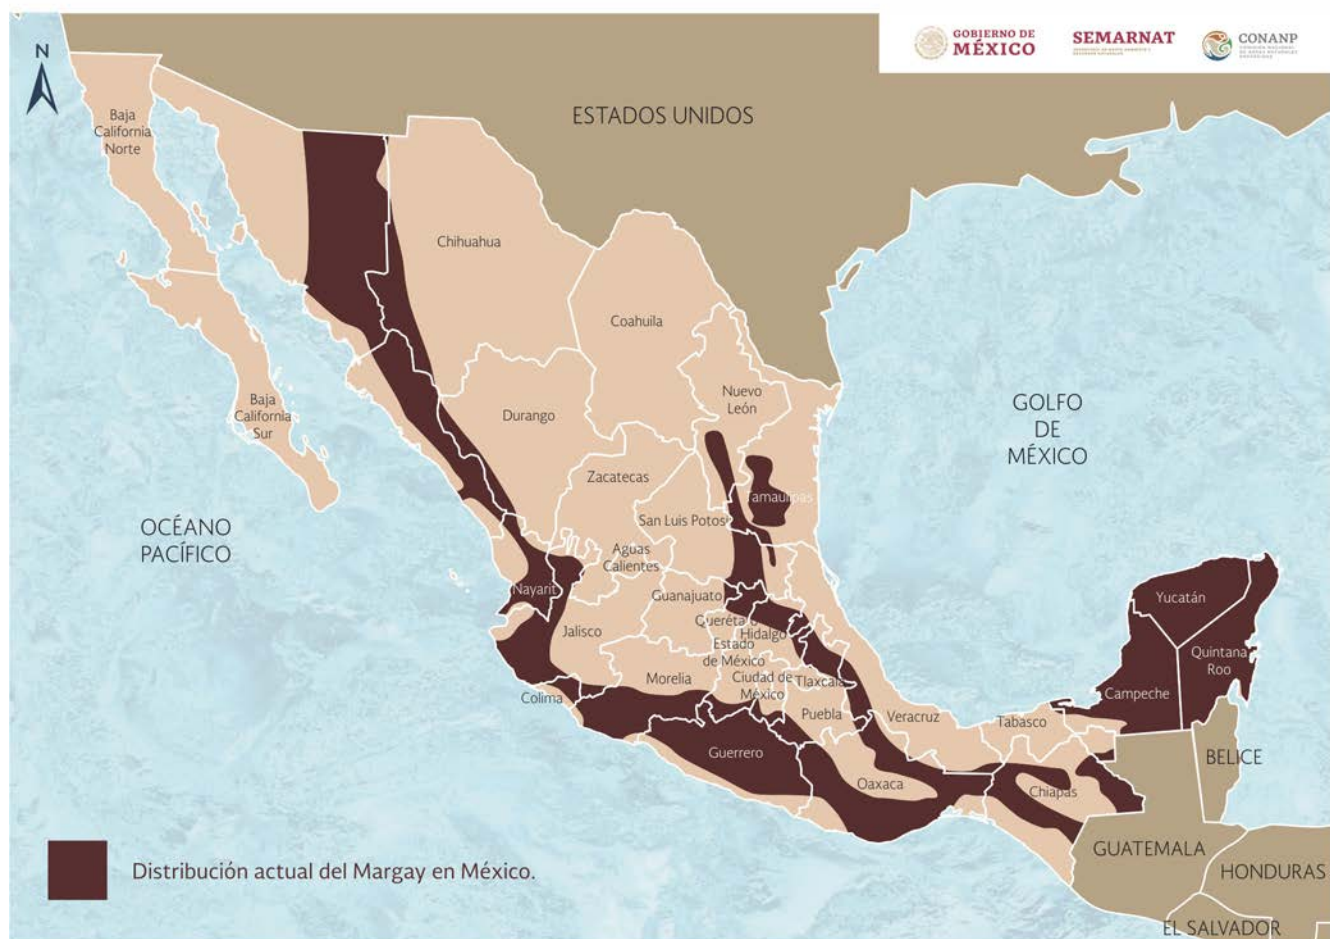 GOBIERNO DE
MÉXICO
SEMARNAT
CONANP
N
ESTADOS UNIDOS
Baja
California
Norte
Chihuahua
Coahuila
Nuevo
León
Baja
California
Sur
Durango
GOLFO
DE
MÉXICO
Zacatecas
Tamaulipas
San Luis Potosí
OCÉANO
PACÍFICO
Aguas
Calientes
Nayarit
Guanajuato
Yucatán
Querétaro
Hidalgo
Jalisco
Estado
de México
Quintana
Roo
Morelia
Ciudad de
México
Tlaxcala
Campeche
Colima
Puebla
Veracruz
Tabasco
Guerrero
BELICE
Oaxaca
Chiapas
GUATEMALA
HONDURAS
EL SALVADOR
Distribución actual del Margay en México.